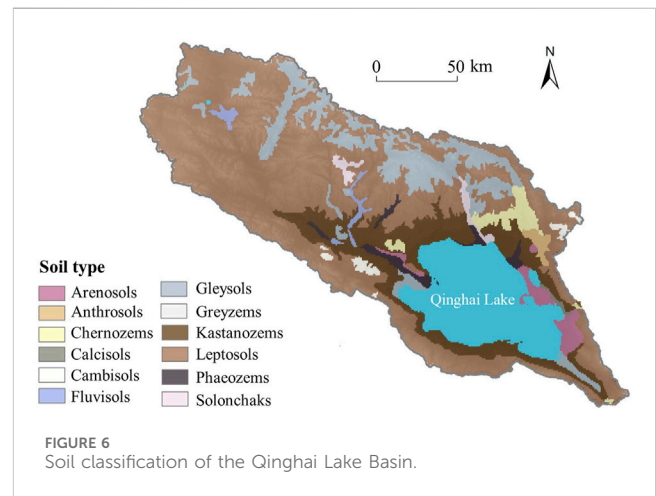 0 50 km
N
Qinghai Lake
Soil type
Arenosols
Anthrosols
Chernozems
Calcisols
Cambisols
Fluvisols
Gleysols
Greyzems
Kastanozems
Leptosols
Phaeozems
Solonchaks
FIGURE 6
Soil classification of the Qinghai Lake Basin.